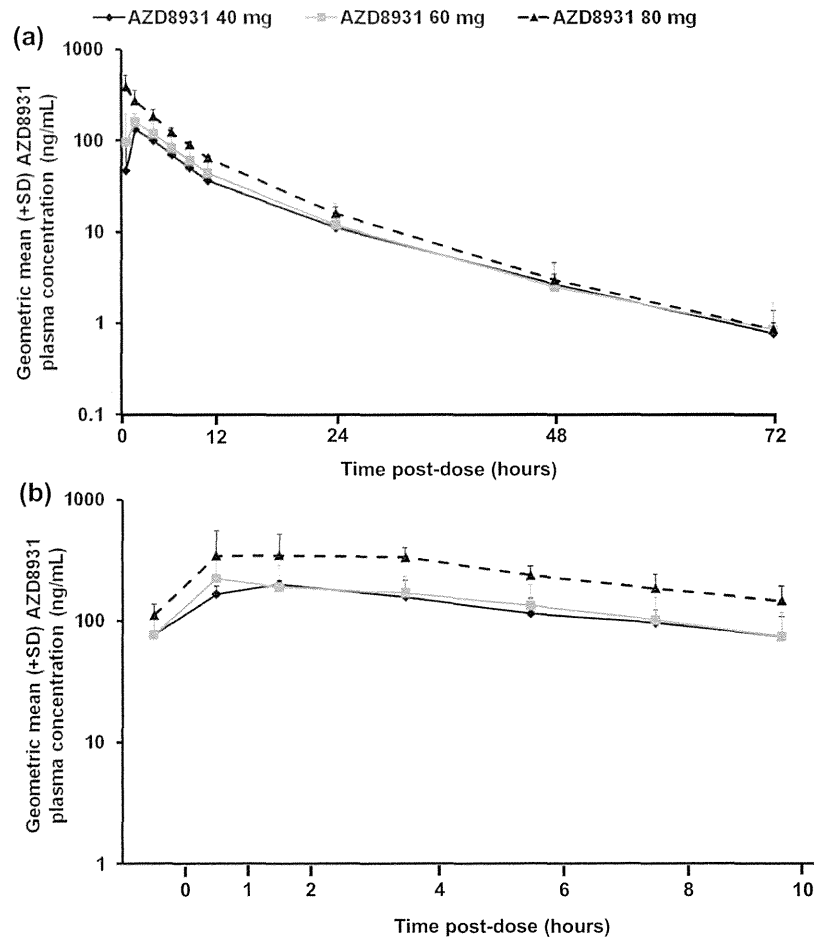 AZD8931 40 mg AZD8931 60 mg AZD8931 80 mg
(a)
Geometric mean (+SD) AZD8931
plasma concentration (ng/mL)
1000
100
10
1
0.1
0 12 24 48 72
Time post-dose (hours)
(b)
Geometric mean (+SD) AZD8931
plasma concentration (ng/mL)
1000
100
10
1
0 1 2 4 6 8 10
Time post-dose (hours)